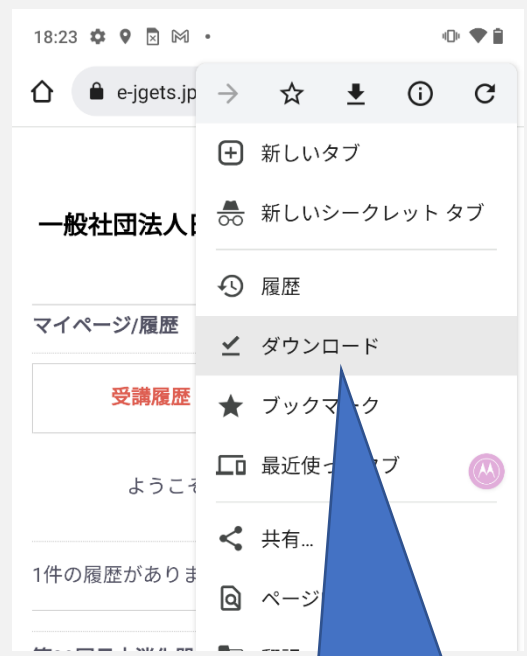 18:23
e-jgets.jp
新しいタブ
新しいシークレット タブ
一般社団法人
履歴
マイページ/履歴
ダウンロード
受講履歴
ブックマーク
最近使っ タブ
ようこそ
共有...
1件の履歴がありま
ページ